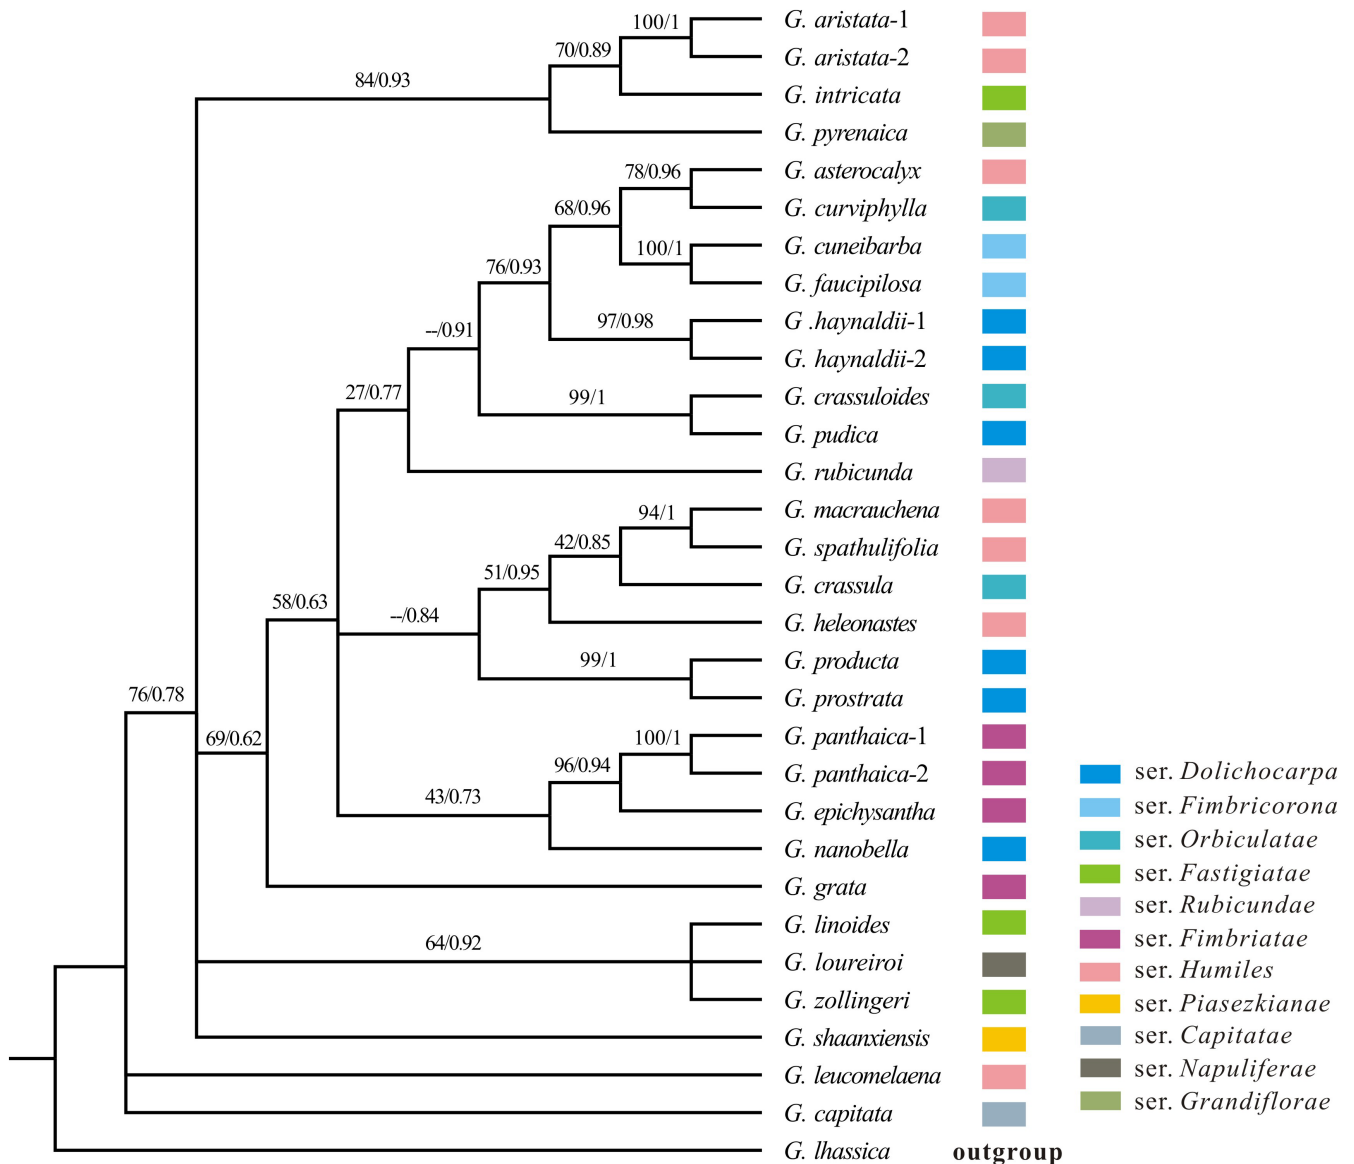 100/1
G. aristata-1
70/0.89
G. aristata-2
84/0.93
G. intricata
G. pyrenaica
78/0.96
G. asterocalyx
68/0.96
G. curviphylla
100/1
G. cuneibarba
76/0.93
G. faucipilosa
97/0.98
G .haynaldii-1
--/0.91
G. haynaldii-2
27/0.77
99/1
G. crassuloides
G. pudica
G. rubicunda
94/1
G. macrauchena
42/0.85
G. spathulifolia
51/0.95
G. crassula
58/0.63
--/0.84
G. heleonastes
99/1
G. producta
76/0.78
G. prostrata
69/0.62
100/1
G. panthaica-1
96/0.94
G. panthaica-2
43/0.73
G. epichysantha
G. nanobella
G. grata
G. linoides
64/0.92
G. loureiroi
G. zollingeri
G. shaanxiensis
G. leucomelaena
G. capitata
G. lhassica
outgroup
ser. Dolichocarpa
ser. Fimbricorona
ser. Orbiculatae
ser. Fastigiatae
ser. Rubicundae
ser. Fimbriatae
ser. Humiles
ser. Piasezkianae
ser. Capitatae
ser. Napuliferae
ser. Grandiflorae